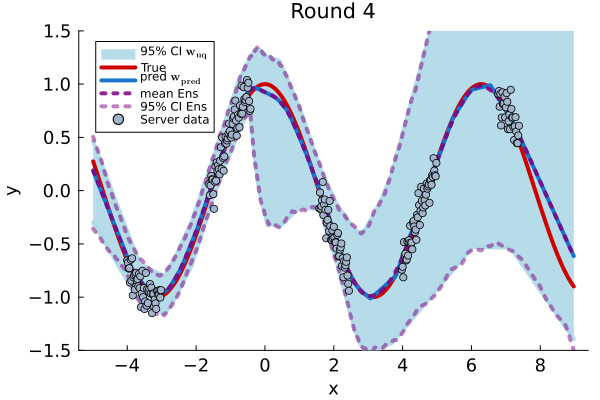 Round 4
1.5
1.0
0.5
0.0
−0.5
−1.0
−1.5
y
95% CI w_uq
True
pred w_pred
mean Ens
95% CI Ens
Server data
−4 −2 0 2 4 6 8
x